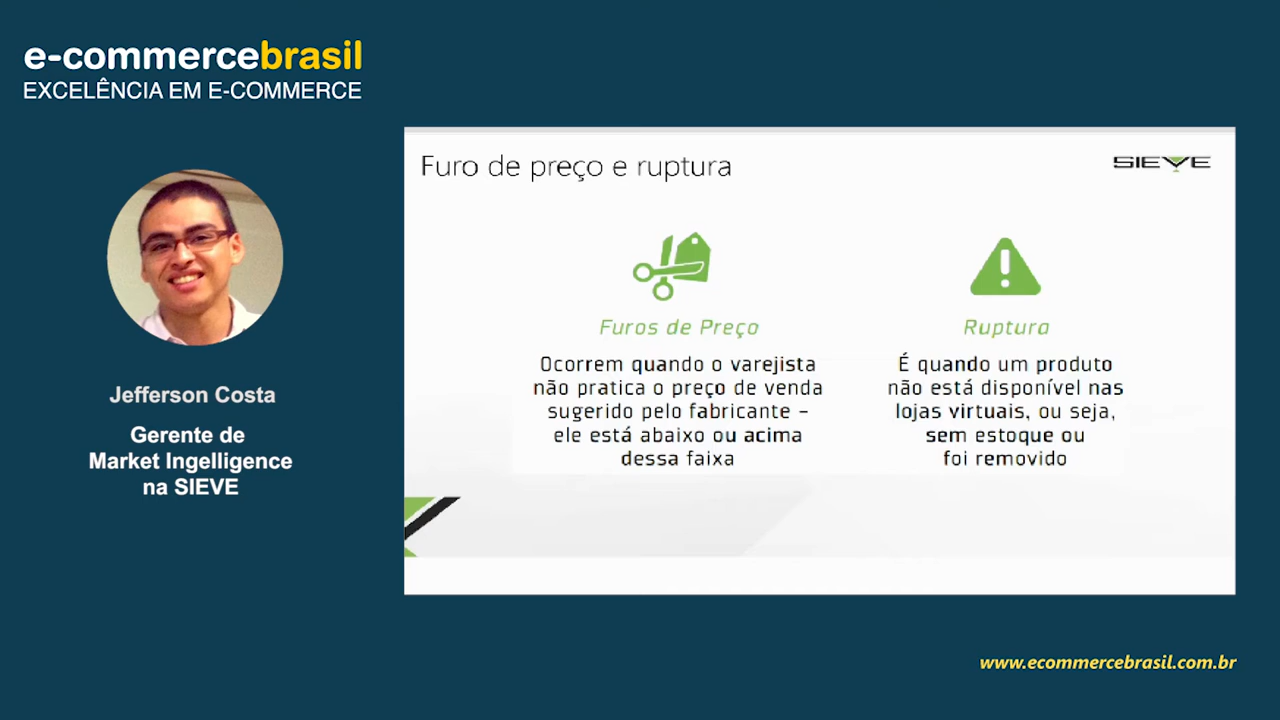 e-commercebrasil
EXCELÊNCIA EM E-COMMERCE
Jefferson Costa
Gerente de
Market Ingelligence
na SIEVE
Furo de preço e ruptura
SIEVE
Furos de Preço
Ocorrem quando o varejista
não pratica o preço de venda
sugerido pelo fabricante –
ele está abaixo ou acima
dessa faixa
Ruptura
É quando um produto
não está disponível nas
lojas virtuais, ou seja,
sem estoque ou
foi removido
www.ecommercebrasil.com.br